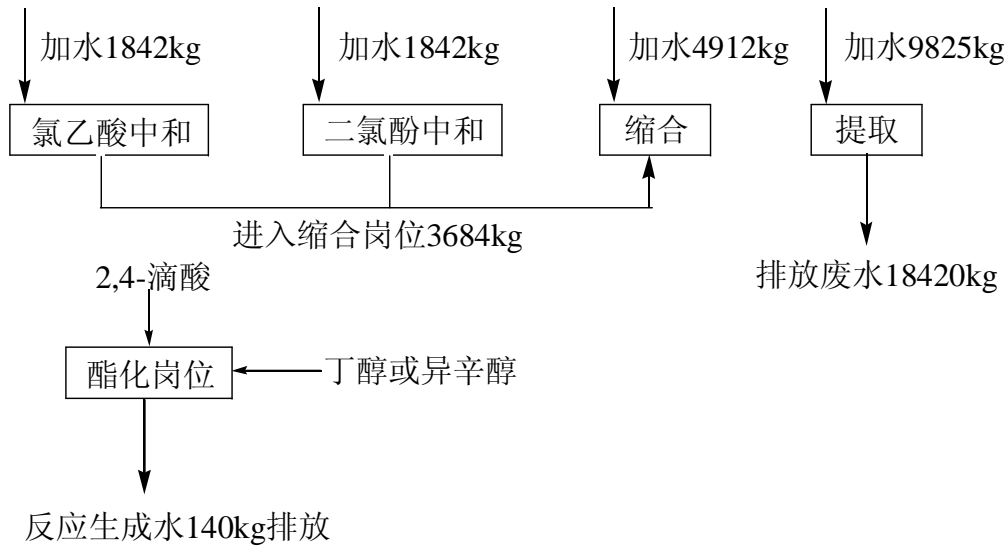 加水1842kg
加水1842kg
加水4912kg
加水9825kg
氯乙酸中和
二氯酚中和
缩合
提取
进入缩合岗位3684kg
2,4-滴酸
排放废水18420kg
酯化岗位
丁醇或异辛醇
反应生成水140kg排放